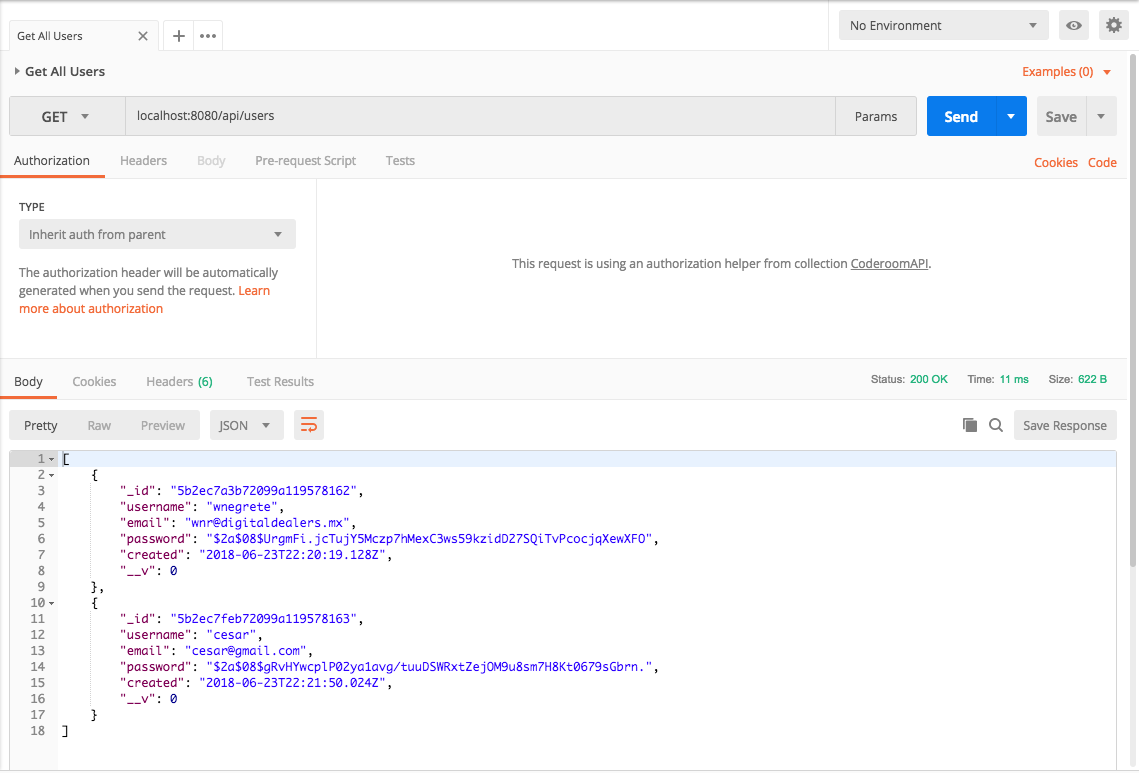 Get All Users
No Environment
Get All Users
Examples (0)
GET localhost:8080/api/users Params Send Save
Authorization Headers Body Pre-request Script Tests Cookies Code
TYPE
Inherit auth from parent
The authorization header will be automatically
generated when you send the request. Learn
more about authorization
This request is using an authorization helper from collection CoderoomAPI.
Body Cookies Headers (6) Test Results Status: 200 OK Time: 11 ms Size: 622 B
Pretty Raw Preview JSON Save Response
1 [
2 {
3 "_id": "5b2ec7a3b72099a119578162",
4 "username": "wnegrete",
5 "email": "wnr@digitaldealers.mx",
6 "password": "$2a$08$UrgmFi.jcTujY5Mczp7hMexC3ws59kzidD27SQiTvPcocjqXewXFO",
7 "created": "2018-06-23T22:20:19.128Z",
8 "__v": 0
9 },
10 {
11 "_id": "5b2ec7feb72099a119578163",
12 "username": "cesar",
13 "email": "cesar@gmail.com",
14 "password": "$2a$08$gRvHYwcplP02ya1avg/tuuDSWRxtZejOM9u8sm7H8Kt0679sGbrn.",
15 "created": "2018-06-23T22:21:50.024Z",
16 "__v": 0
17 }
18 ]